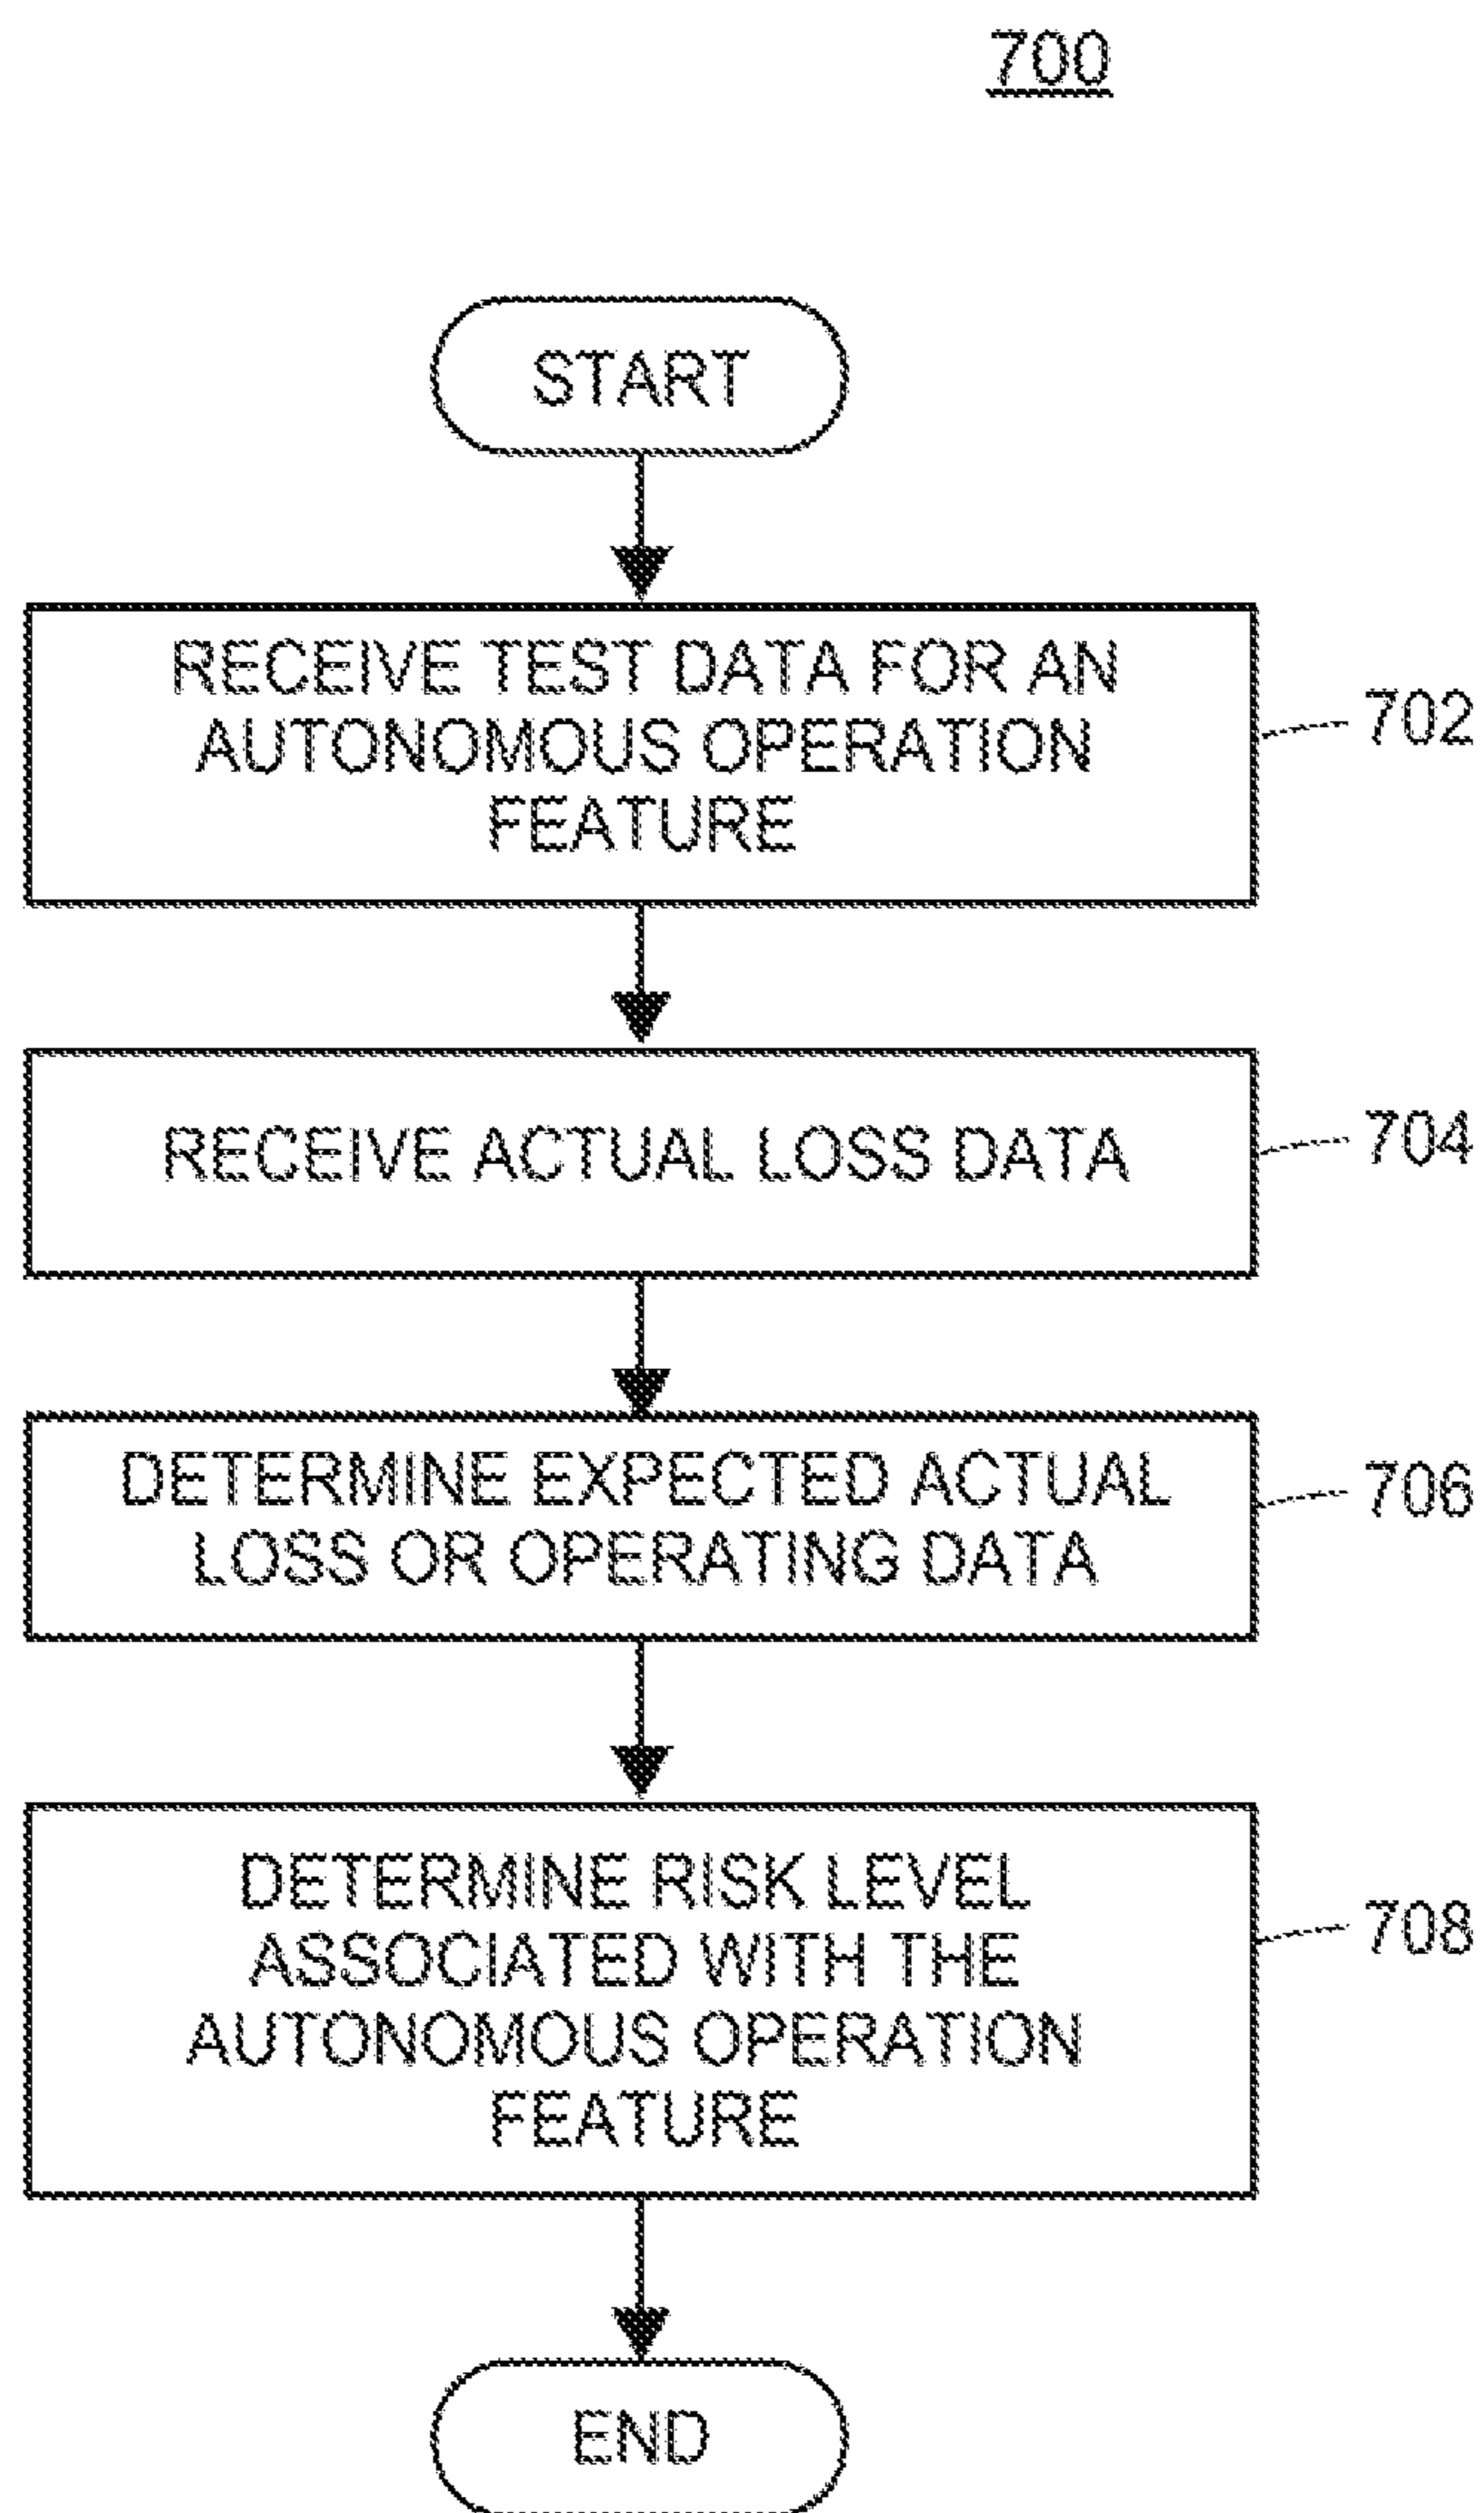 700
START
RECEIVE TEST DATA FOR AN
AUTONOMOUS OPERATION
FEATURE
702
RECEIVE ACTUAL LOSS DATA
704
DETERMINE EXPECTED ACTUAL
LOSS OR OPERATING DATA
706
DETERMINE RISK LEVEL
ASSOCIATED WITH THE
AUTONOMOUS OPERATION
FEATURE
708
END